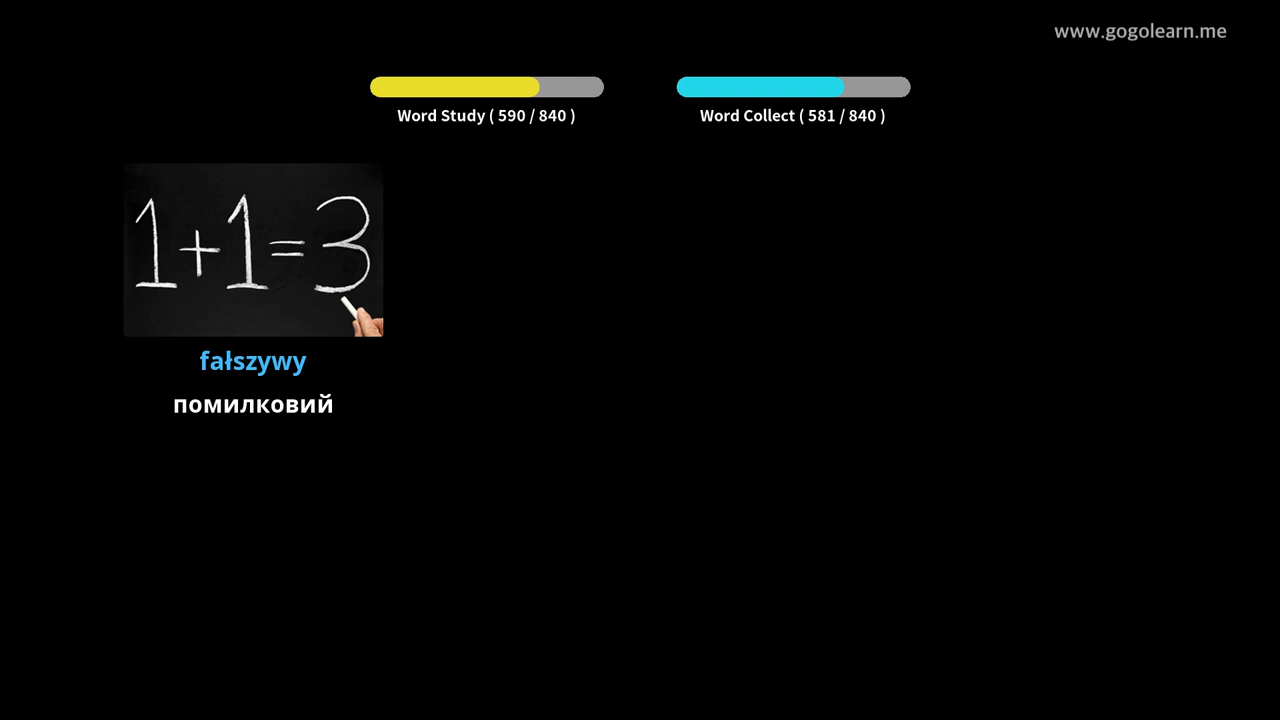 www.gogolearn.me
Word Study ( 590 / 840 )
Word Collect ( 581 / 840 )
1+1=3
fałszywy
помилковий